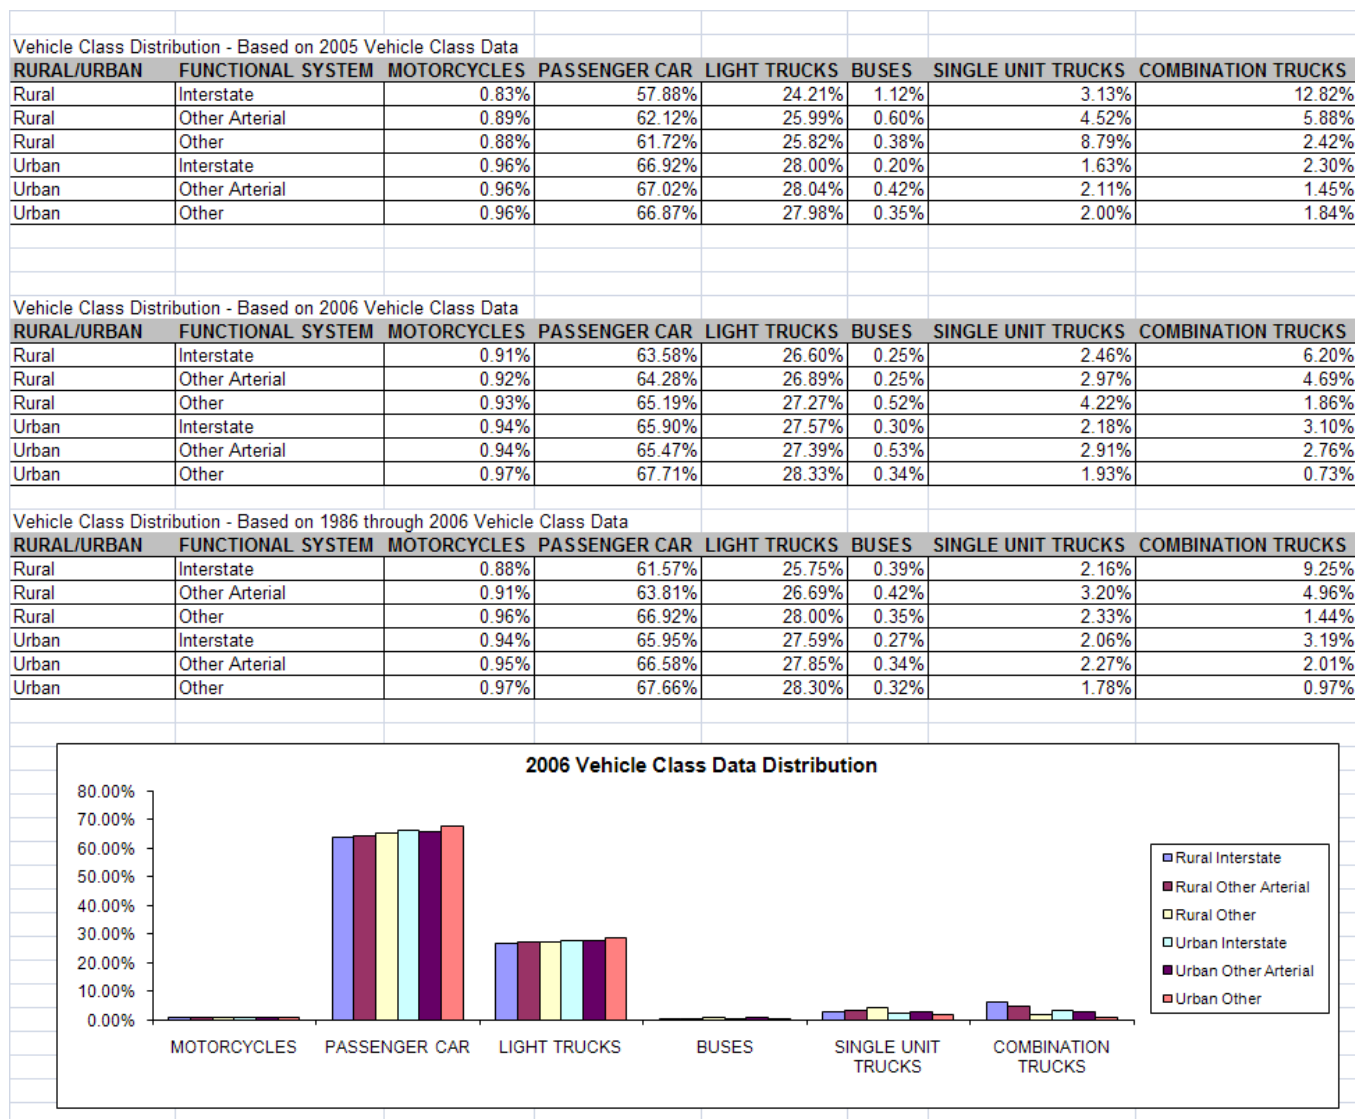 Vehicle Class Distribution - Based on 2005 Vehicle Class Data
RURAL/URBAN FUNCTIONAL SYSTEM MOTORCYCLES PASSENGER CAR LIGHT TRUCKS BUSES SINGLE UNIT TRUCKS COMBINATION TRUCKS
Rural Interstate 0.83% 57.88% 24.21% 1.12% 3.13% 12.82%
Rural Other Arterial 0.89% 62.12% 25.99% 0.60% 4.52% 5.88%
Rural Other 0.88% 61.72% 25.82% 0.38% 8.79% 2.42%
Urban Interstate 0.96% 66.92% 28.00% 0.20% 1.63% 2.30%
Urban Other Arterial 0.96% 67.02% 28.04% 0.42% 2.11% 1.45%
Urban Other 0.96% 66.87% 27.98% 0.35% 2.00% 1.84%
Vehicle Class Distribution - Based on 2006 Vehicle Class Data
RURAL/URBAN FUNCTIONAL SYSTEM MOTORCYCLES PASSENGER CAR LIGHT TRUCKS BUSES SINGLE UNIT TRUCKS COMBINATION TRUCKS
Rural Interstate 0.91% 63.58% 26.60% 0.25% 2.46% 6.20%
Rural Other Arterial 0.92% 64.28% 26.89% 0.25% 2.97% 4.69%
Rural Other 0.93% 65.19% 27.27% 0.52% 4.22% 1.86%
Urban Interstate 0.94% 65.90% 27.57% 0.30% 2.18% 3.10%
Urban Other Arterial 0.94% 65.47% 27.39% 0.53% 2.91% 2.76%
Urban Other 0.97% 67.71% 28.33% 0.34% 1.93% 0.73%
Vehicle Class Distribution - Based on 1986 through 2006 Vehicle Class Data
RURAL/URBAN FUNCTIONAL SYSTEM MOTORCYCLES PASSENGER CAR LIGHT TRUCKS BUSES SINGLE UNIT TRUCKS COMBINATION TRUCKS
Rural Interstate 0.88% 61.57% 25.75% 0.39% 2.16% 9.25%
Rural Other Arterial 0.91% 63.81% 26.69% 0.42% 3.20% 4.96%
Rural Other 0.96% 66.92% 28.00% 0.35% 2.33% 1.44%
Urban Interstate 0.94% 65.95% 27.59% 0.27% 2.06% 3.19%
Urban Other Arterial 0.95% 66.58% 27.85% 0.34% 2.27% 2.01%
Urban Other 0.97% 67.66% 28.30% 0.32% 1.78% 0.97%
2006 Vehicle Class Data Distribution
80.00%
70.00%
60.00%
50.00%
40.00%
30.00%
20.00%
10.00%
0.00%
MOTORCYCLES PASSENGER CAR LIGHT TRUCKS BUSES SINGLE UNIT COMBINATION
TRUCKS TRUCKS
Rural Interstate
Rural Other Arterial
Rural Other
Urban Interstate
Urban Other Arterial
Urban Other